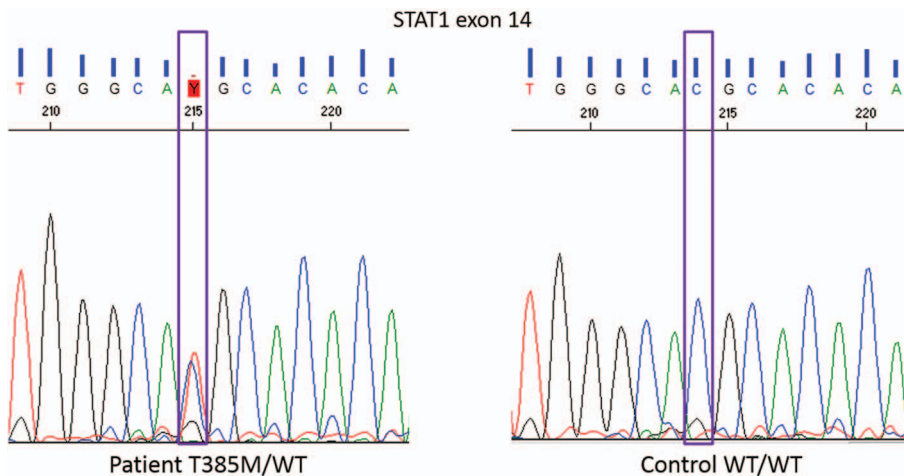 STAT1 exon 14
T G G G C A Y G C A C A C A
210 215 220
T G G G C A C G C A C A C A
210 215 220
Patient T385M/WT
Control WT/WT